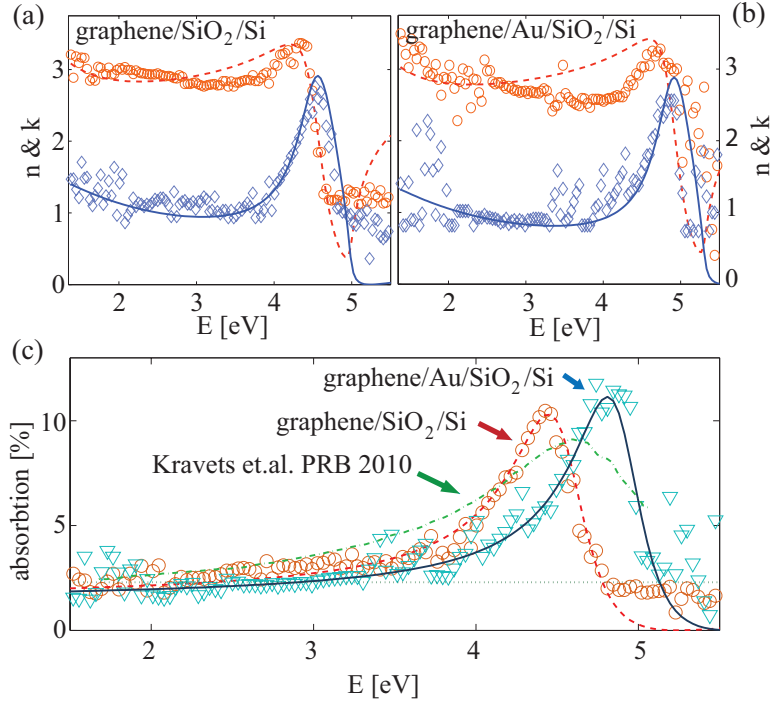 (a) graphene/SiO₂/Si
graphene/Au/SiO₂/Si (b)
3
2
1
0
n & k
2 3 4 5
E [eV]
2 3 4 5
E [eV]
3
2
1
0
n & k
(c)
graphene/Au/SiO₂/Si
graphene/SiO₂/Si
Kravets et.al. PRB 2010
10
5
0
absorbtion [%]
2 3 4 5
E [eV]